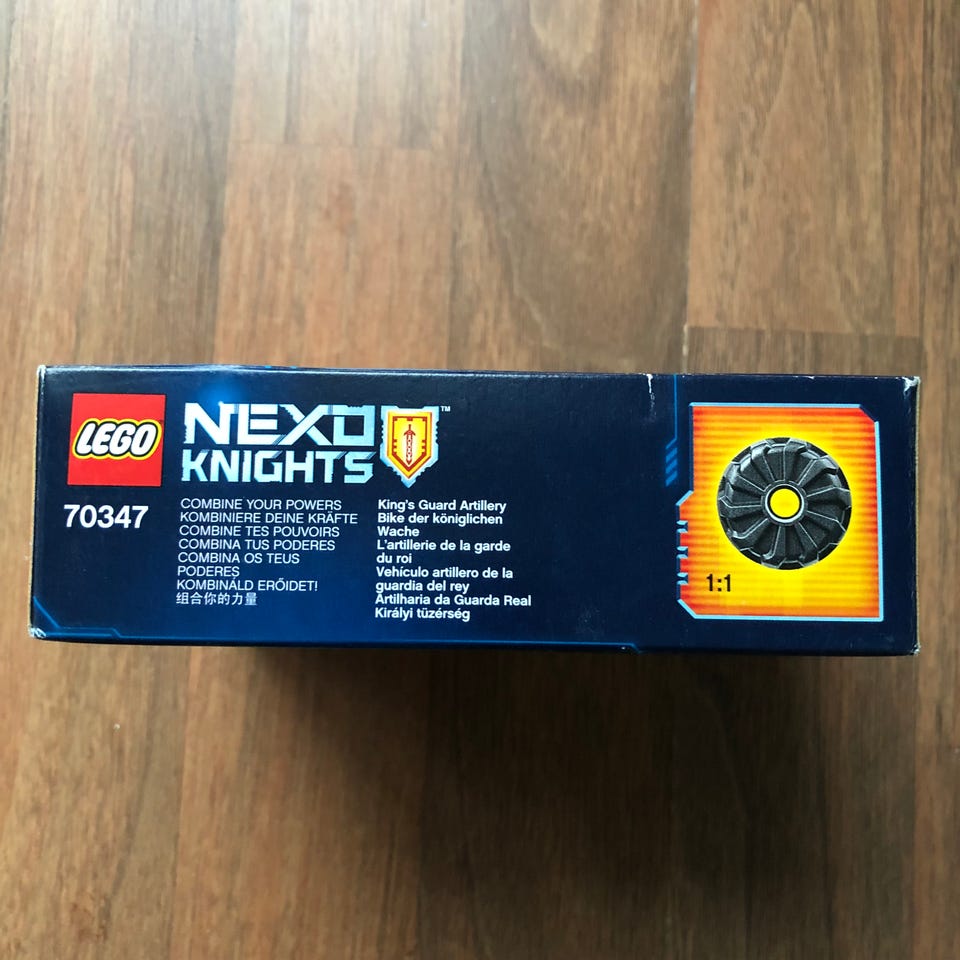 LEGO
70347
NEXO
KNIGHTS
™
COMBINE YOUR POWERS
KOMBINIERE DEINE KRÄFTE
COMBINE TES POUVOIRS
COMBINA TUS PODERES
COMBINA OS TEUS
PODERES
KOMBINÁLD ERŐIDET!
组合你的力量
King's Guard Artillery
Bike der königlichen
Wache
L'artillerie de la garde
du roi
Vehículo artillero de la
guardia del rey
Artilharia da Guarda Real
Királyi tüzérség
1:1